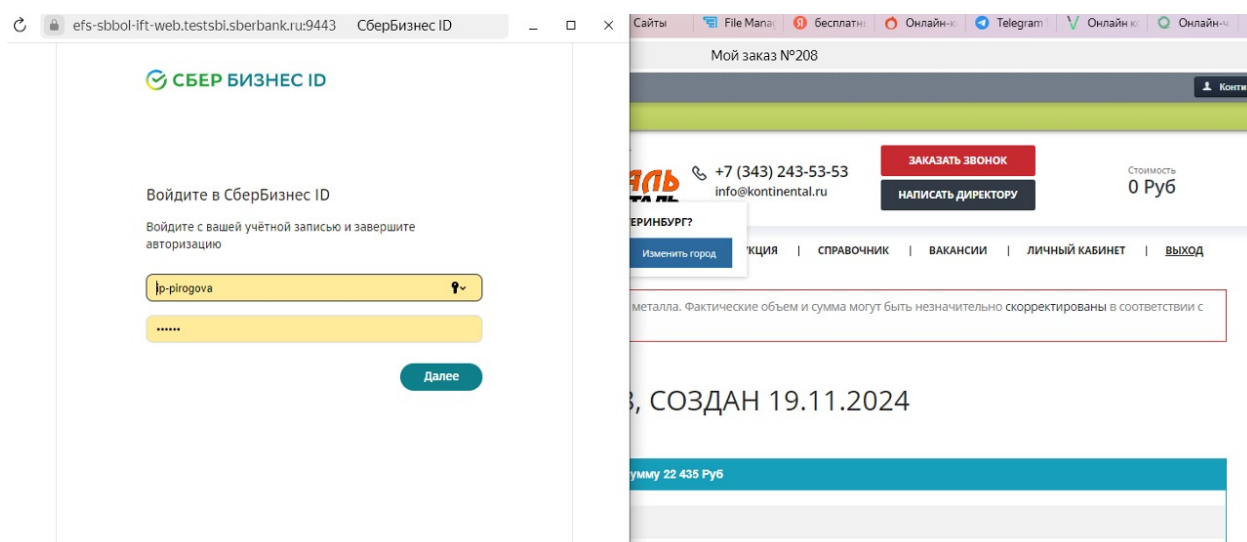 efs-sbbol-ift-web.testsbi.sberbank.ru:9443 СберБизнес ID
СБЕР БИЗНЕС ID
Войдите в СберБизнес ID
Войдите с вашей учётной записью и завершите
авторизацию
ip-pirogova
••••••
Далее
Сайты File Mana бесплатн Онлайн-к Telegram Онлайн ко Онлайн-ч
Мой заказ №208
Конти
+7 (343) 243-53-53
info@kontinental.ru
ЗАКАЗАТЬ ЗВОНОК
НАПИСАТЬ ДИРЕКТОРУ
Стоимость
0 Руб
ЕРИНБУРГ?
Изменить город
КЦИЯ | СПРАВОЧНИК | ВАКАНСИИ | ЛИЧНЫЙ КАБИНЕТ | ВЫХОД
металла. Фактические объем и сумма могут быть незначительно скорректированы в соответствии с
, СОЗДАН 19.11.2024
умму 22 435 Руб